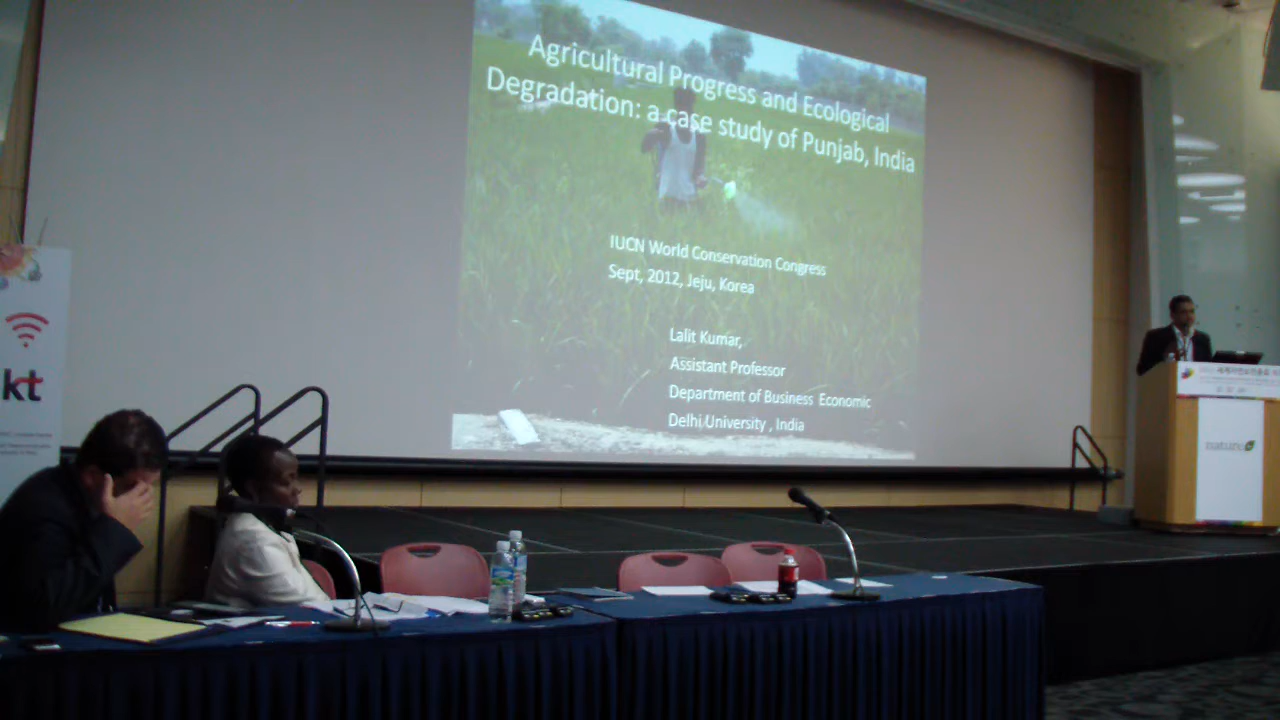 Agricultural Progress and Ecological
Degradation: a case study of Punjab, India
IUCN World Conservation Congress
Sept, 2012, Jeju, Korea
Lalit Kumar,
Assistant Professor
Department of Business Economic
Delhi University , India
kt
nature